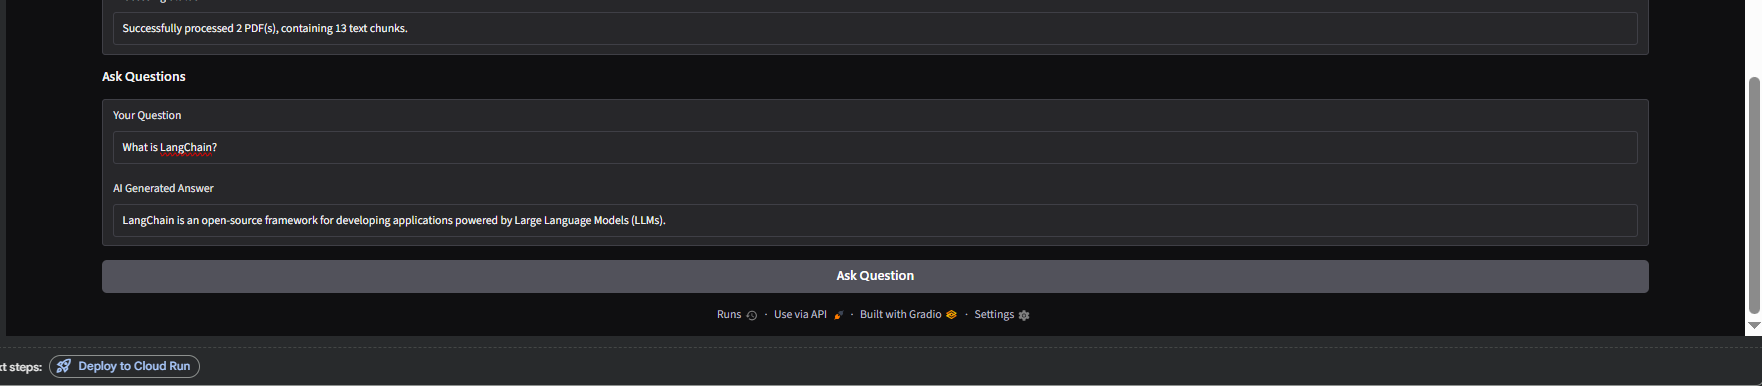 Successfully processed 2 PDF(s), containing 13 text chunks.
Ask Questions
Your Question
What is LangChain?
AI Generated Answer
LangChain is an open-source framework for developing applications powered by Large Language Models (LLMs).
Ask Question
Runs · Use via API · Built with Gradio · Settings
steps: Deploy to Cloud Run